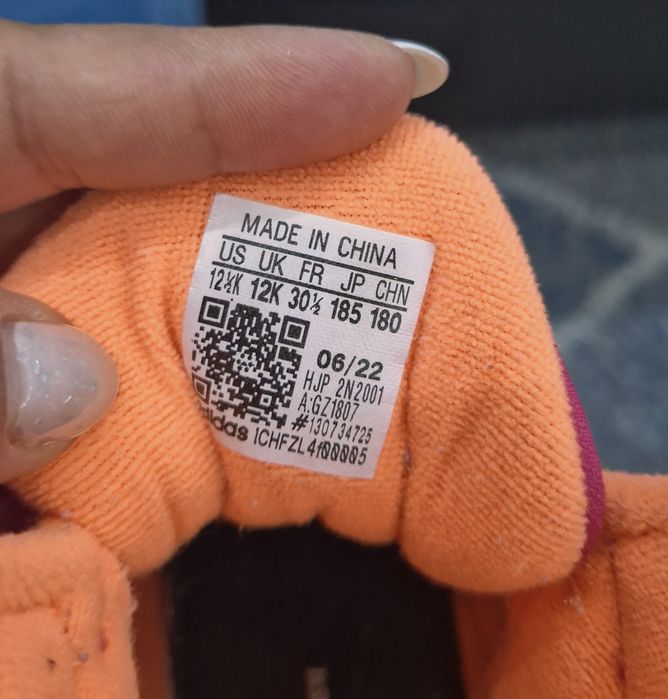 MADE IN CHINA
US UK FR JP CHN
12½K 12K 30½ 185 180
06/22
HJP 2N2001
A:GZ1807
#130734725
adidas 1CHFZL4f00005